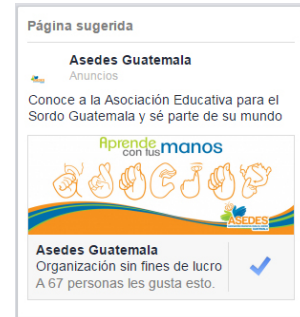 Página sugerida
Asedes Guatemala
Anuncios
Conoce a la Asociación Educativa para el
Sordo Guatemala y sé parte de su mundo
Aprende
con tus manos
ASEDES
Asedes Guatemala
Organización sin fines de lucro
A 67 personas les gusta esto.